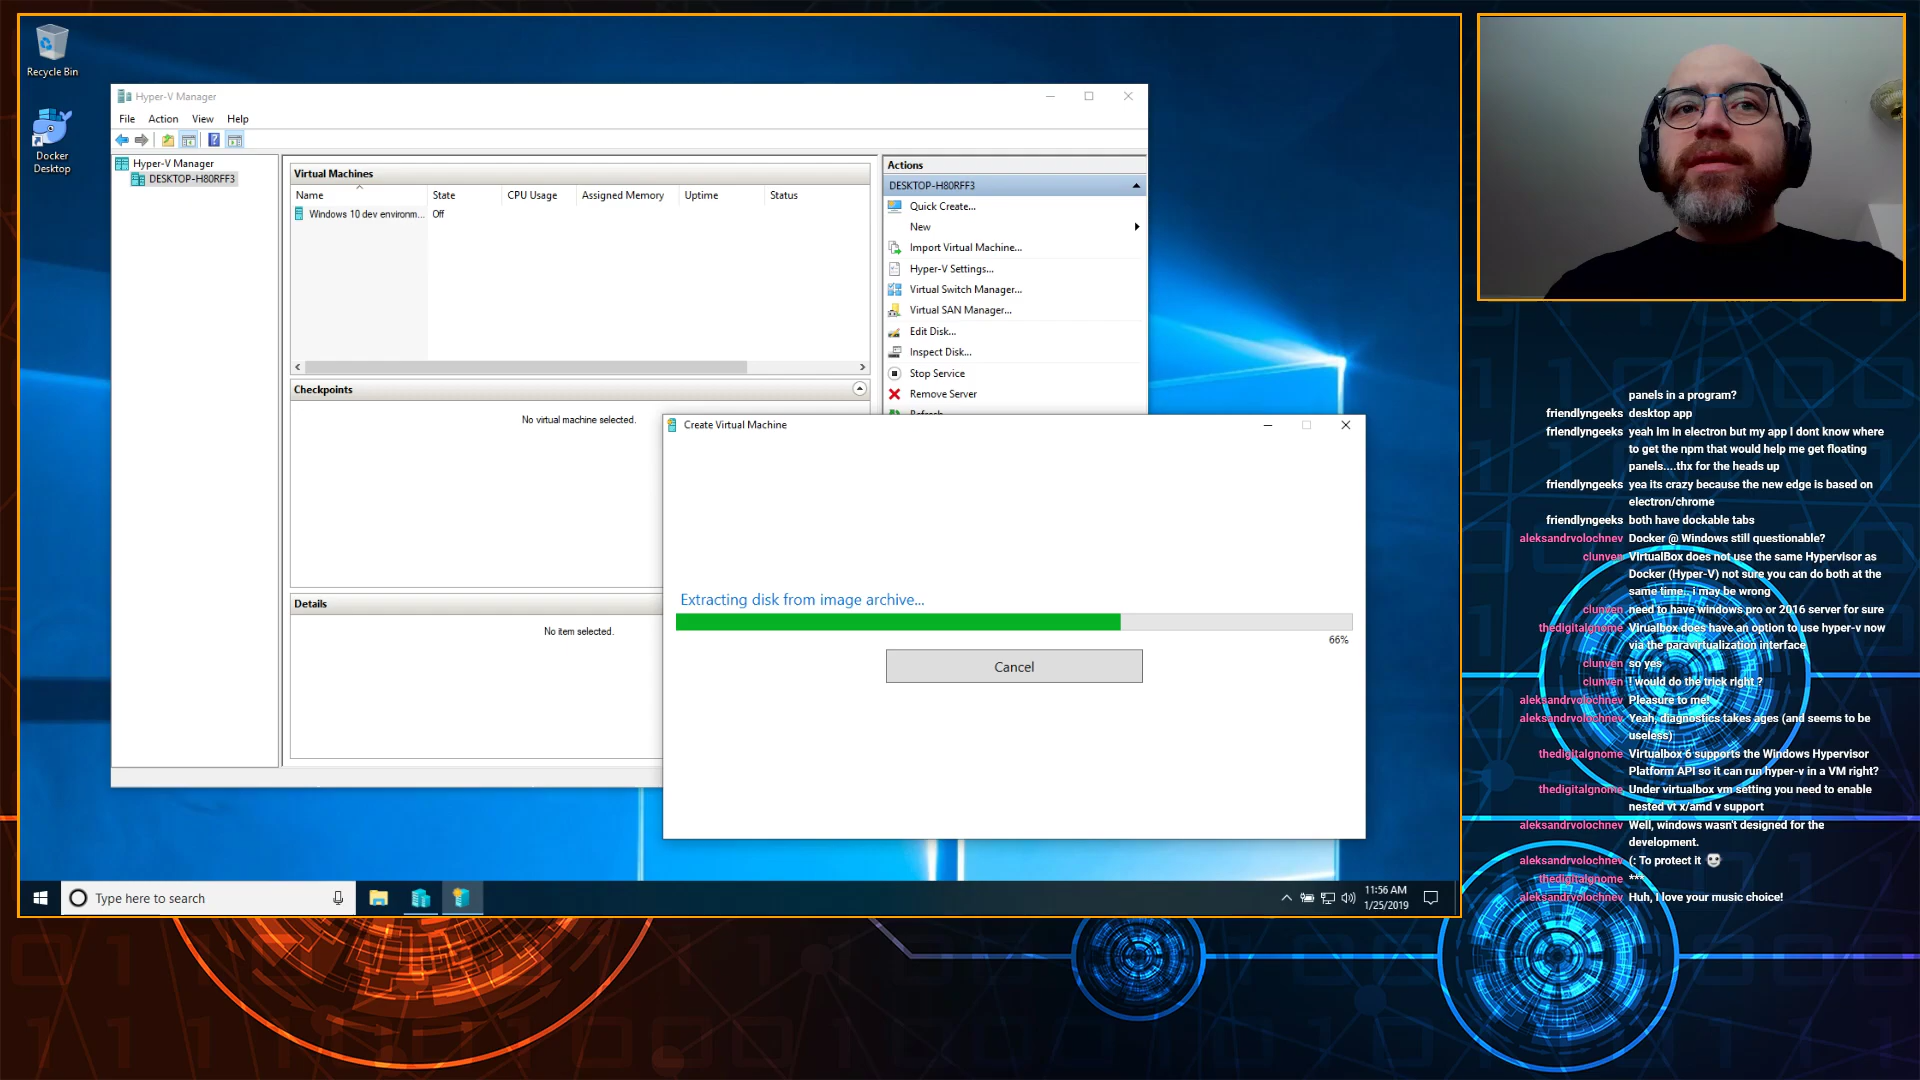 Recycle Bin
Docker
Desktop
Hyper-V Manager
File Action View Help
Hyper-V Manager
DESKTOP-H80RFF3
Virtual Machines
Name State CPU Usage Assigned Memory Uptime Status
Windows 10 dev environm... Off
Checkpoints
No virtual machine selected.
Details
No item selected.
Actions
DESKTOP-H80RFF3
Quick Create...
New
Import Virtual Machine...
Hyper-V Settings...
Virtual Switch Manager...
Virtual SAN Manager...
Edit Disk...
Inspect Disk...
Stop Service
Remove Server
Refresh
Create Virtual Machine
Extracting disk from image archive...
66%
Cancel
Type here to search
11:56 AM
1/25/2019
panels in a program?
friendlyngeeks desktop app
friendlyngeeks yeah Im in electron but my app I dont know where
to get the npm that would help me get floating
panels....thx for the heads up
friendlyngeeks yea its crazy because the new edge is based on
electron/chrome
friendlyngeeks both have dockable tabs
aleksandrvolochnev Docker @ Windows still questionable?
clunven VirtualBox does not use the same Hypervisor as
Docker (Hyper-V) not sure you can do both at the
same time.. i may be wrong
clunven need to have windows pro or 2016 server for sure
thedigitalgnome Virualbox does have an option to use hyper-v now
via the paravirtualization interface
clunven so yes
clunven ! would do the trick right ?
aleksandrvolochnev Pleasure to me!
aleksandrvolochnev Yeah, diagnostics takes ages (and seems to be
useless)
thedigitalgnome Virtualbox 6 supports the Windows Hypervisor
Platform API so it can run hyper-v in a VM right?
thedigitalgnome Under virtualbox vm setting you need to enable
nested vt x/amd v support
aleksandrvolochnev Well, windows wasn't designed for the
development.
aleksandrvolochnev (: To protect it
thedigitalgnome ***
aleksandrvolochnev Huh, I love your music choice!